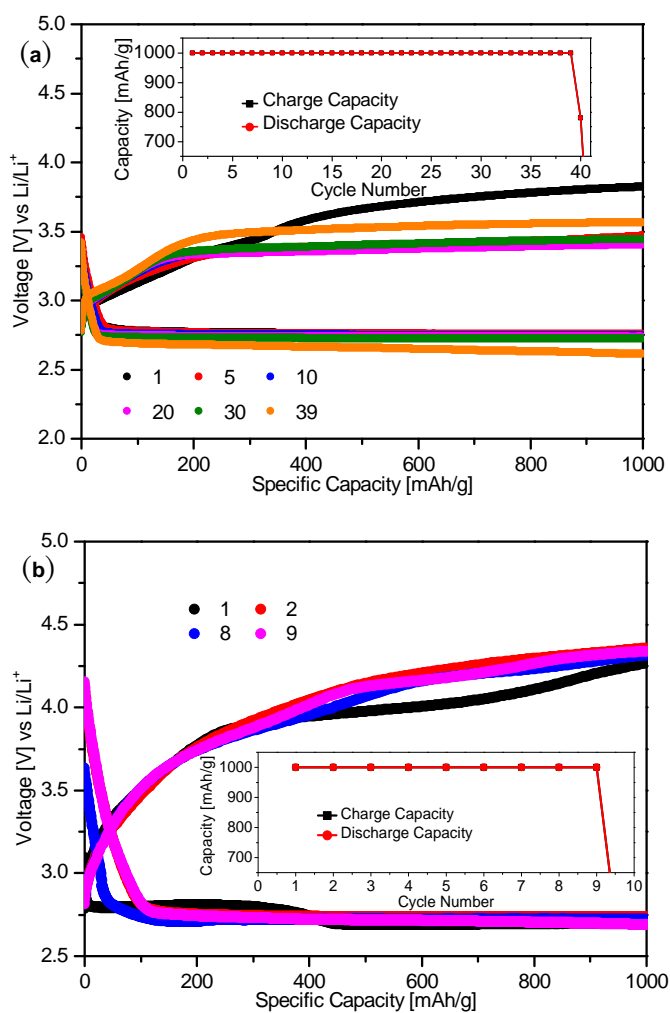 (a)
1000
900
800
700
Capacity [mAh/g]
Charge Capacity
Discharge Capacity
0 5 10 15 20 25 30 35 40
Cycle Number
4.0
3.5
3.0
2.5
2.0
Voltage [V] vs Li/Li+
1 5 10
20 30 39
0 200 400 600 800 1000
Specific Capacity [mAh/g]
(b)
5.0
4.5
4.0
3.5
3.0
2.5
Voltage [V] vs Li/Li+
1 2
8 9
1000
900
800
700
Capacity [mAh/g]
Charge Capacity
Discharge Capacity
0 1 2 3 4 5 6 7 8 9 10
Cycle Number
0 200 400 600 800 1000
Specific Capacity [mAh/g]